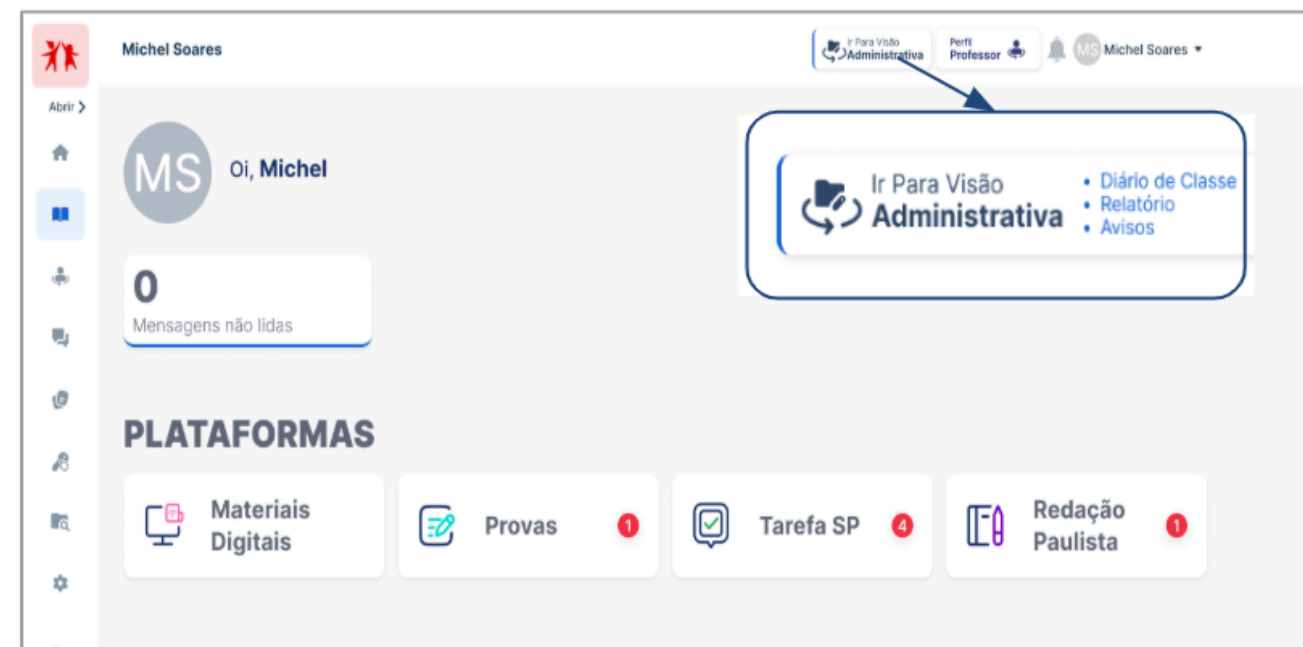 Michel Soares
Ir Para Visão
Administrativa
Perfil
Professor
MS
Michel Soares
Abrir
MS
Oi, Michel
Ir Para Visão
Administrativa
• Diário de Classe
• Relatório
• Avisos
0
Mensagens não lidas
PLATAFORMAS
Materiais
Digitais
Provas
1
Tarefa SP
4
Redação
Paulista
1